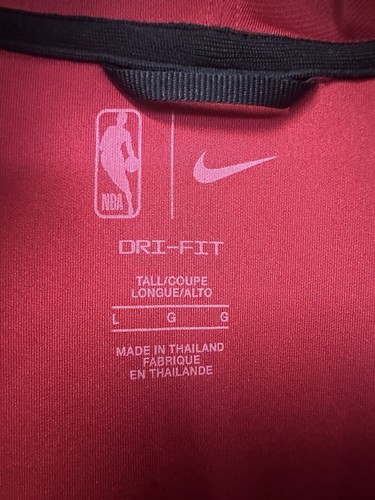 NBA
DRI-FIT
TALL/COUPE
LONGUE/ALTO
L G G
MADE IN THAILAND
FABRIQUE
EN THAILANDE